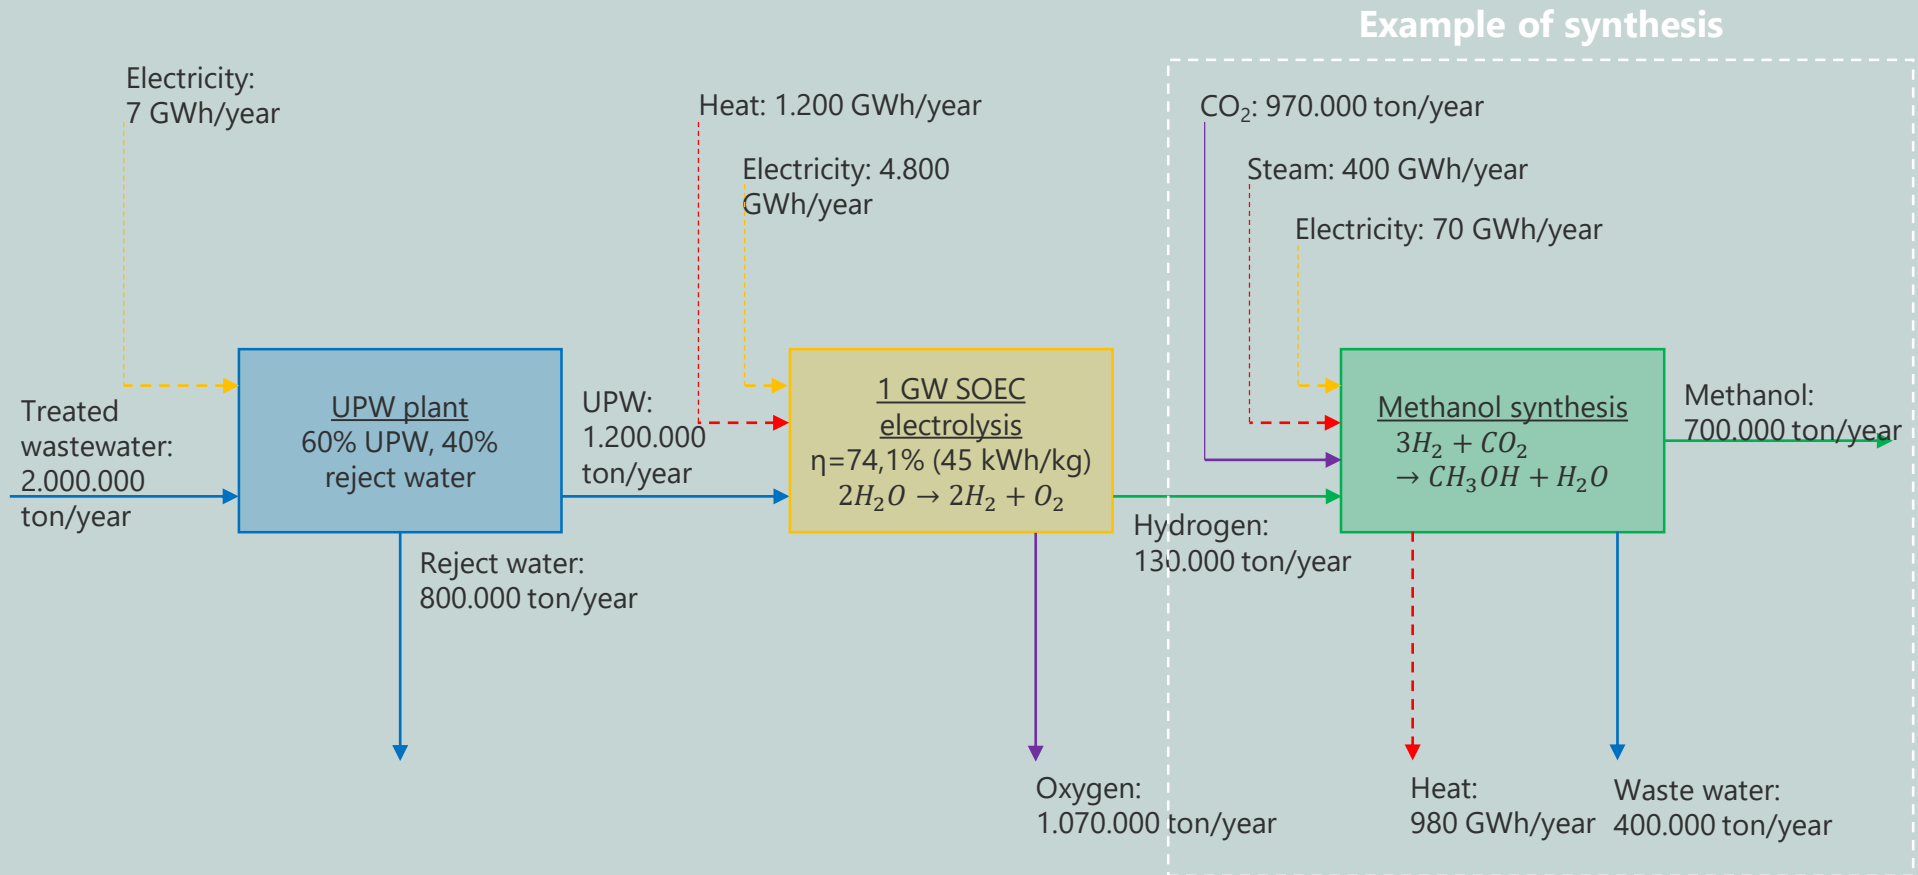 Example of synthesis
Electricity:
7 GWh/year
Heat: 1.200 GWh/year
Electricity: 4.800
GWh/year
CO₂: 970.000 ton/year
Steam: 400 GWh/year
Electricity: 70 GWh/year
Treated
wastewater:
2.000.000
ton/year
UPW plant
60% UPW, 40%
reject water
UPW:
1.200.000
ton/year
1 GW SOEC
electrolysis
η=74,1% (45 kWh/kg)
2H₂O → 2H₂ + O₂
Methanol synthesis
3H₂ + CO₂
→ CH₃OH + H₂O
Methanol:
700.000 ton/year
Reject water:
800.000 ton/year
Hydrogen:
130.000 ton/year
Oxygen:
1.070.000 ton/year
Heat:
980 GWh/year
Waste water:
400.000 ton/year